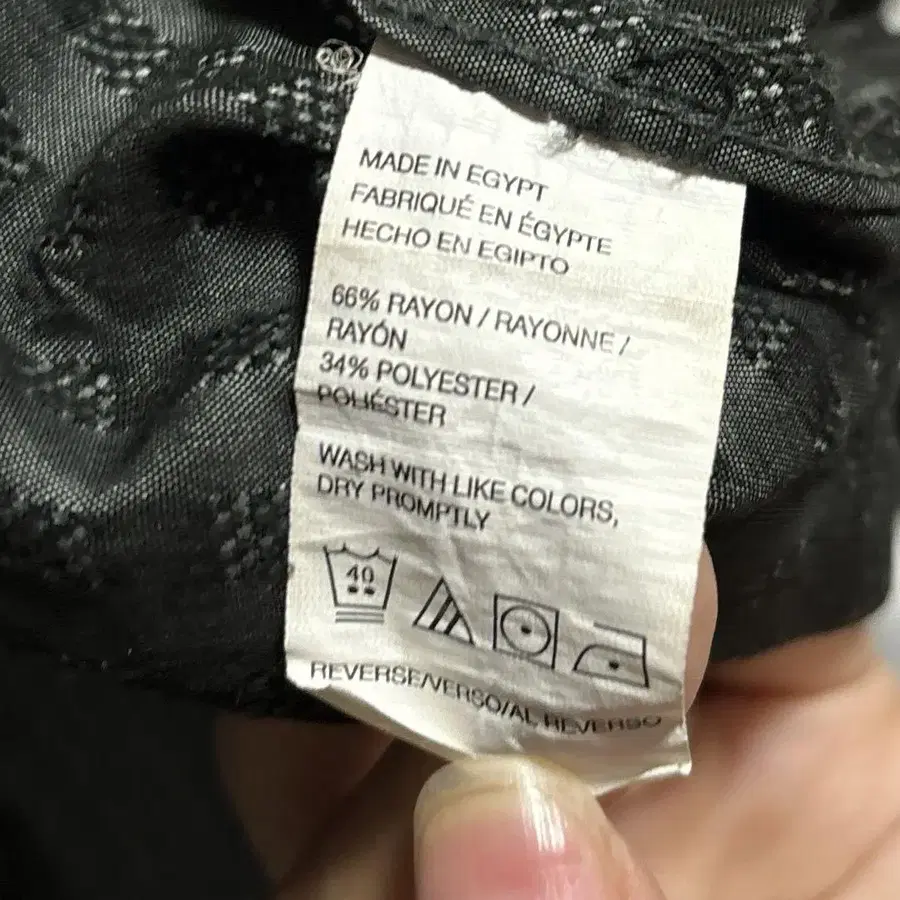 MADE IN EGYPT
FABRIQUÉ EN ÉGYPTE
HECHO EN EGIPTO
66% RAYON / RAYONNE /
RAYÓN
34% POLYESTER /
POLIÉSTER
WASH WITH LIKE COLORS,
DRY PROMPTLY
40
REVERSE/VERSO/AL REVERSO